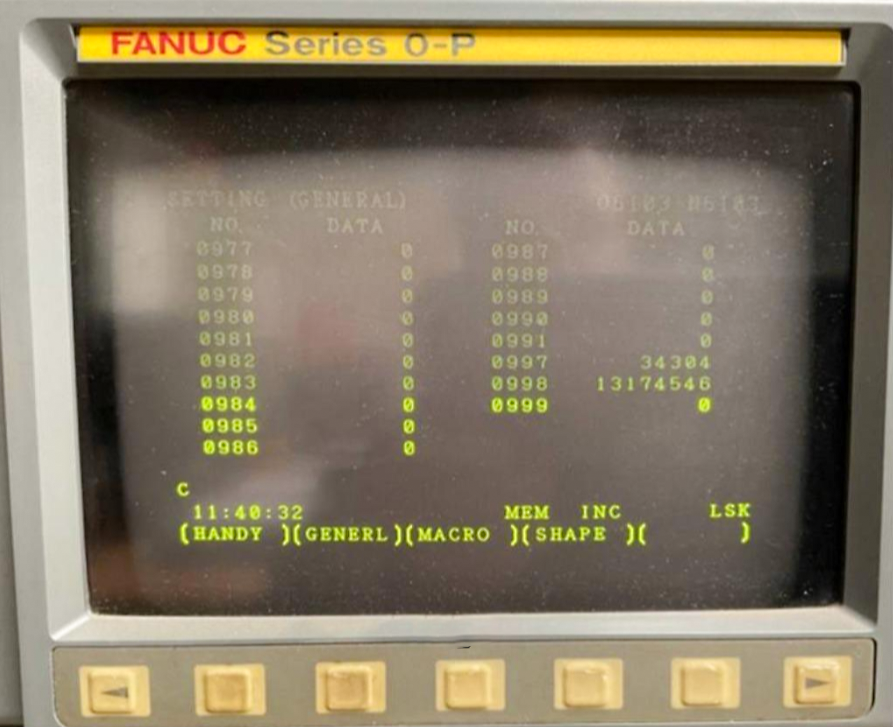 FANUC Series 0-P
SETTING (GENERAL) O6103 N6103
NO. DATA NO. DATA
0977 0 0987 0
0978 0 0988 0
0979 0 0989 0
0980 0 0990 0
0981 0 0991 0
0982 0 0997 34304
0983 0 0998 13174546
0984 0 0999 0
0985 0
0986 0
C
11:40:32 MEM INC LSK
(HANDY )(GENERL)(MACRO )(SHAPE )( )